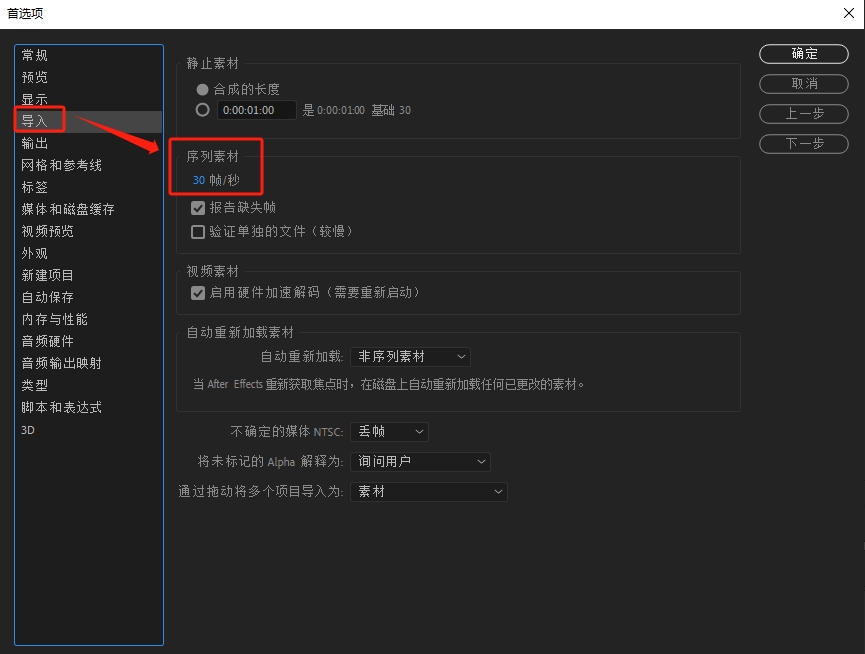 首选项
常规
预览
显示
导入
输出
网格和参考线
标签
媒体和磁盘缓存
视频预览
外观
新建项目
自动保存
内存与性能
音频硬件
音频输出映射
类型
脚本和表达式
3D
静止素材
合成的长度
0:00:01:00 是 0:00:01:00 基础 30
序列素材
30 帧/秒
报告缺失帧
验证单独的文件（较慢）
视频素材
启用硬件加速解码（需要重新启动）
自动重新加载素材
自动重新加载: 非序列素材
当 After Effects 重新获取焦点时，在磁盘上自动重新加载任何已更改的素材。
不确定的媒体 NTSC: 丢帧
将未标记的 Alpha 解释为: 询问用户
通过拖动将多个项目导入为: 素材
确定
取消
上一步
下一步